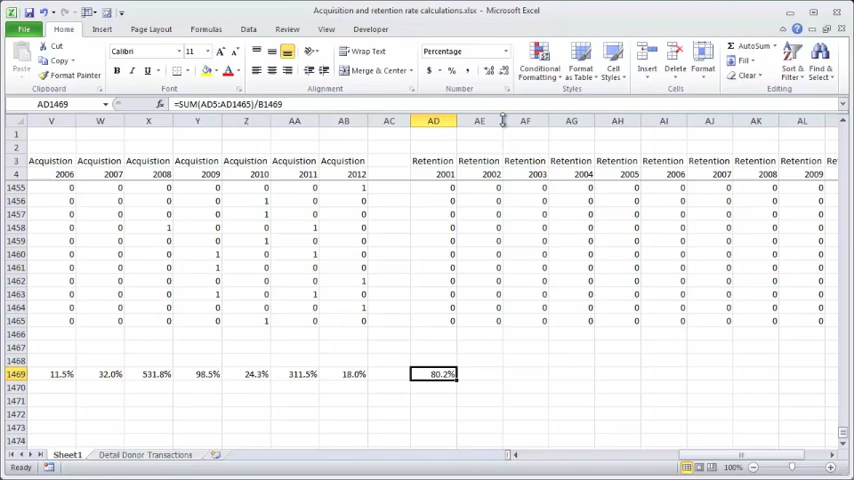 Acquisition and retention rate calculations.xlsx - Microsoft Excel
File Home Insert Page Layout Formulas Data Review View Developer
Cut Calibri 11 Wrap Text Percentage AutoSum
Copy Fill
Paste Format Painter Merge & Center Conditional Formatting Format as Table Cell Styles Insert Delete Format Clear Sort & Filter Find & Select
Clipboard Font Alignment Number Styles Cells Editing
AD1469 fx =SUM(AD5:AD1465)/B1469
V W X Y Z AA AB AC AD AE AF AG AH AI AJ AK AL
1
2
3 Acquistion Acquistion Acquistion Acquistion Acquistion Acquistion Acquistion Retention Retention Retention Retention Retention Retention Retention Retention Retention
4 2006 2007 2008 2009 2010 2011 2012 2001 2002 2003 2004 2005 2006 2007 2008 2009
1455 0 0 0 0 0 0 1 0 0 0 0 0 0 0 0 0
1456 0 0 0 0 1 0 0 0 0 0 0 0 0 0 0 0
1457 0 0 0 0 1 0 0 0 0 0 0 0 0 0 0 0
1458 0 0 1 0 0 1 0 0 0 0 0 0 0 0 0 0
1459 0 0 0 0 1 0 0 0 0 0 0 0 0 0 0 0
1460 0 0 0 1 0 1 0 0 0 0 0 0 0 0 0 0
1461 0 0 0 1 0 0 0 0 0 0 0 0 0 0 0 0
1462 0 0 0 0 0 0 1 0 0 0 0 0 0 0 0 0
1463 0 0 0 1 0 1 0 0 0 0 0 0 0 0 0 0
1464 0 0 0 0 0 0 1 0 0 0 0 0 0 0 0 0
1465 0 0 0 0 1 0 0 0 0 0 0 0 0 0 0 0
1466
1467
1468
1469 11.5% 32.0% 531.8% 98.5% 24.3% 311.5% 18.0% 80.2%
1470
1471
1472
1473
1474
Sheet1 Detail Donor Transactions
Ready 100%